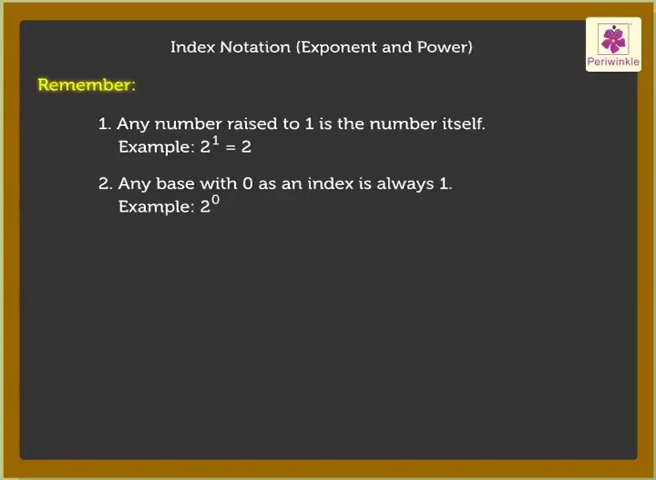 Index Notation (Exponent and Power)
Periwinkle
Remember:
1. Any number raised to 1 is the number itself.
Example: 2¹ = 2
2. Any base with 0 as an index is always 1.
Example: 2⁰